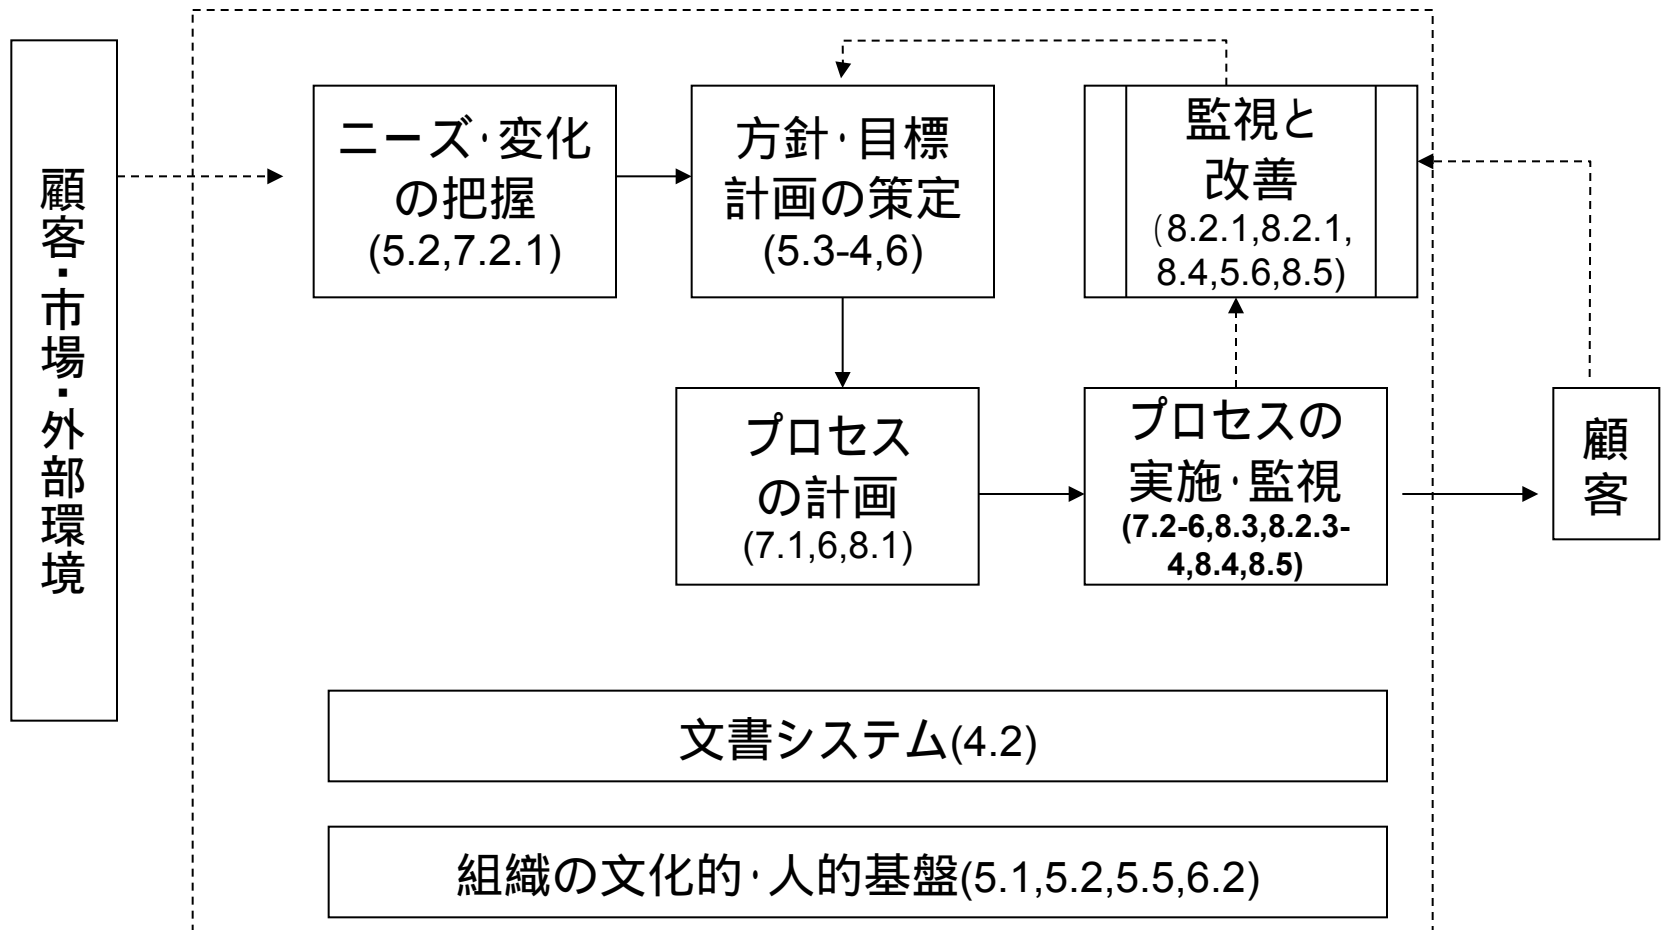 顧客・市場・外部環境
ニーズ・変化
の把握
(5.2,7.2.1)
方針・目標
計画の策定
(5.3-4,6)
監視と
改善
(8.2.1,8.2.1,
8.4,5.6,8.5)
プロセス
の計画
(7.1,6,8.1)
プロセスの
実施・監視
(7.2-6,8.3,8.2.3-
4,8.4,8.5)
顧客
文書システム(4.2)
組織の文化的・人的基盤(5.1,5.2,5.5,6.2)